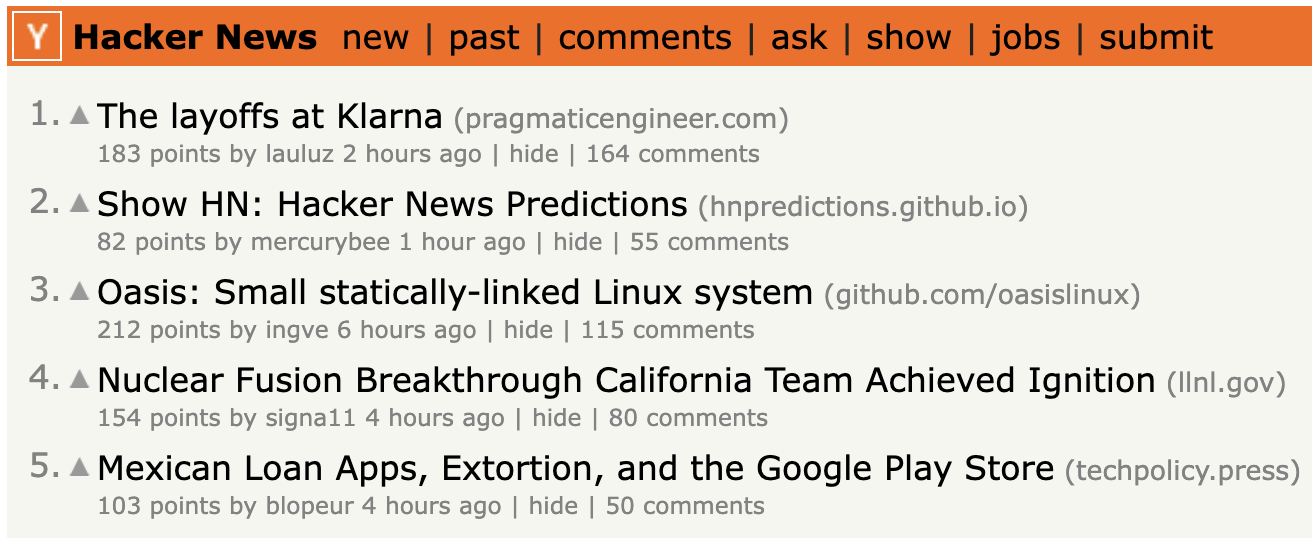 Y Hacker News new | past | comments | ask | show | jobs | submit
1. The layoffs at Klarna (pragmaticengineer.com)
183 points by lauluz 2 hours ago | hide | 164 comments
2. Show HN: Hacker News Predictions (hnpredictions.github.io)
82 points by mercurybee 1 hour ago | hide | 55 comments
3. Oasis: Small statically-linked Linux system (github.com/oasislinux)
212 points by ingve 6 hours ago | hide | 115 comments
4. Nuclear Fusion Breakthrough California Team Achieved Ignition (llnl.gov)
154 points by signa11 4 hours ago | hide | 80 comments
5. Mexican Loan Apps, Extortion, and the Google Play Store (techpolicy.press)
103 points by blopeur 4 hours ago | hide | 50 comments